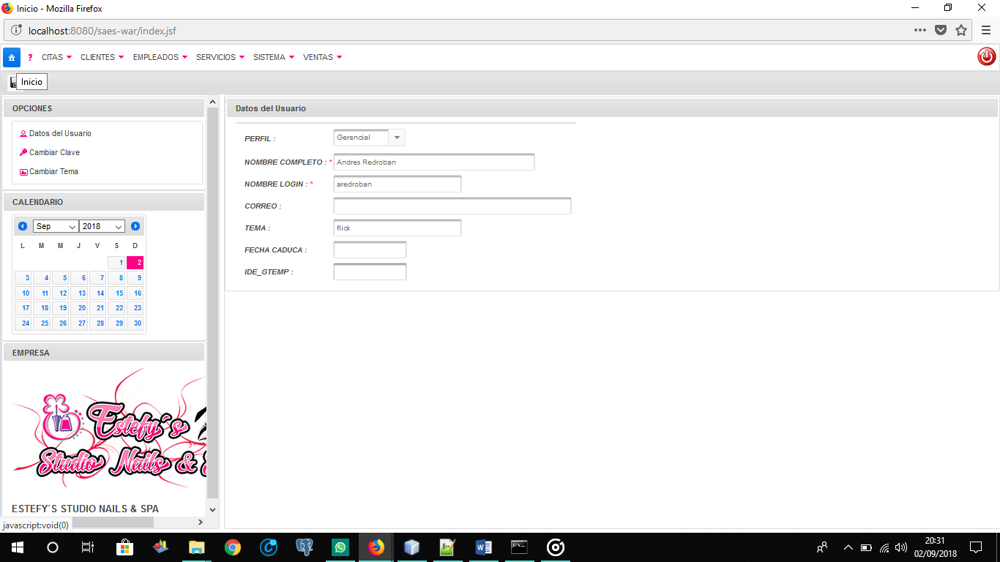 Inicio - Mozilla Firefox
localhost:8080/saes-war/index.jsf
? CITAS CLIENTES EMPLEADOS SERVICIOS SISTEMA VENTAS
Inicio
OPCIONES
Datos del Usuario
Cambiar Clave
Cambiar Tema
CALENDARIO
Sep 2018
L M M J V S D
1 2
3 4 5 6 7 8 9
10 11 12 13 14 15 16
17 18 19 20 21 22 23
24 25 26 27 28 29 30
EMPRESA
Estefy´s
Studio Nails &
ESTEFY´S STUDIO NAILS & SPA
javascript:void(0)
Datos del Usuario
PERFIL : Gerencial
NOMBRE COMPLETO : * Andres Redroban
NOMBRE LOGIN : * aredroban
CORREO :
TEMA : flick
FECHA CADUCA :
IDE_GTEMP :
20:31
02/09/2018